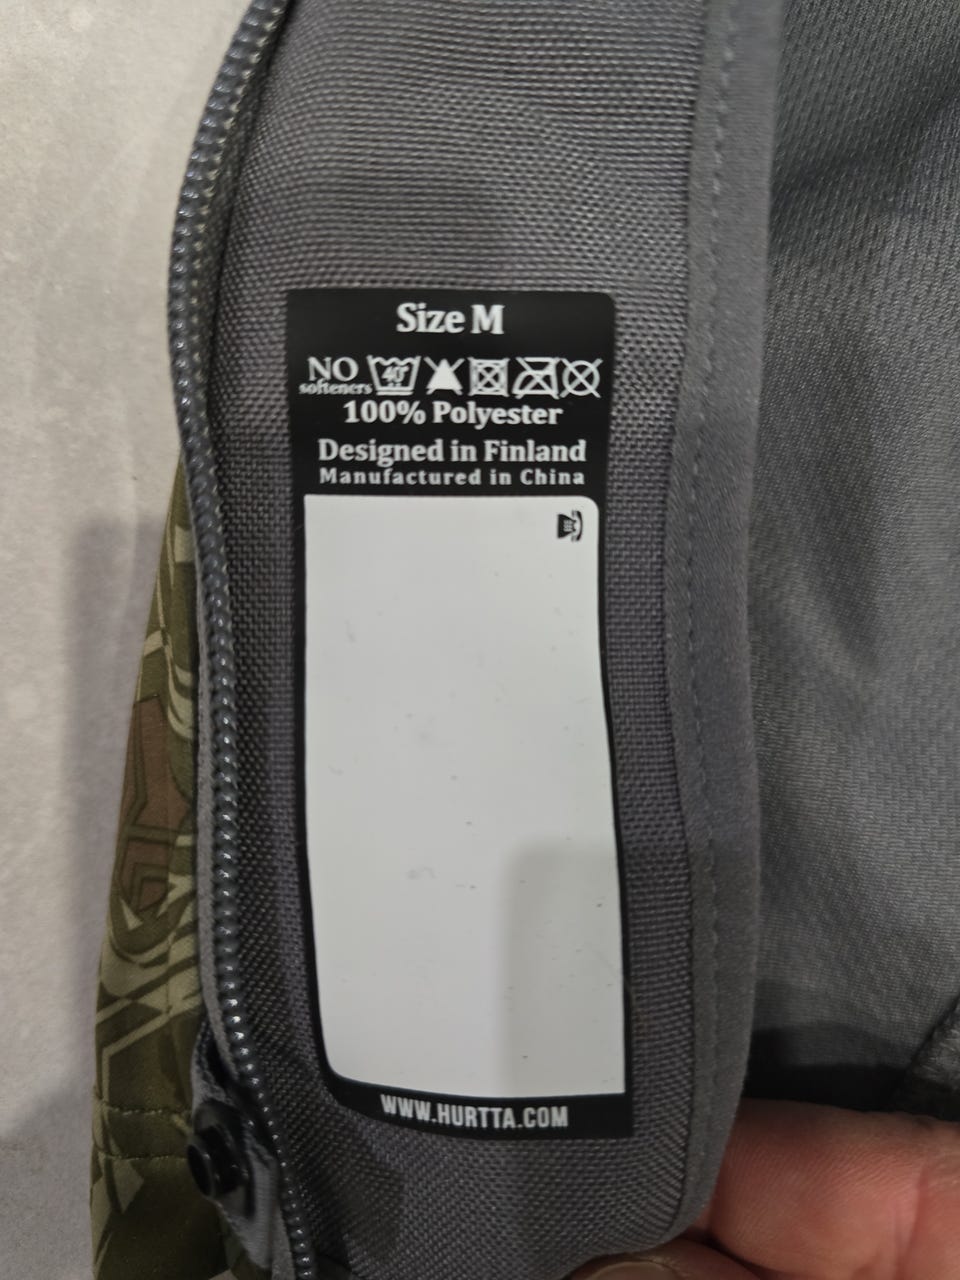 Size M
NO
softeners 40°
100% Polyester
Designed in Finland
Manufactured in China
WWW.HURTTA.COM